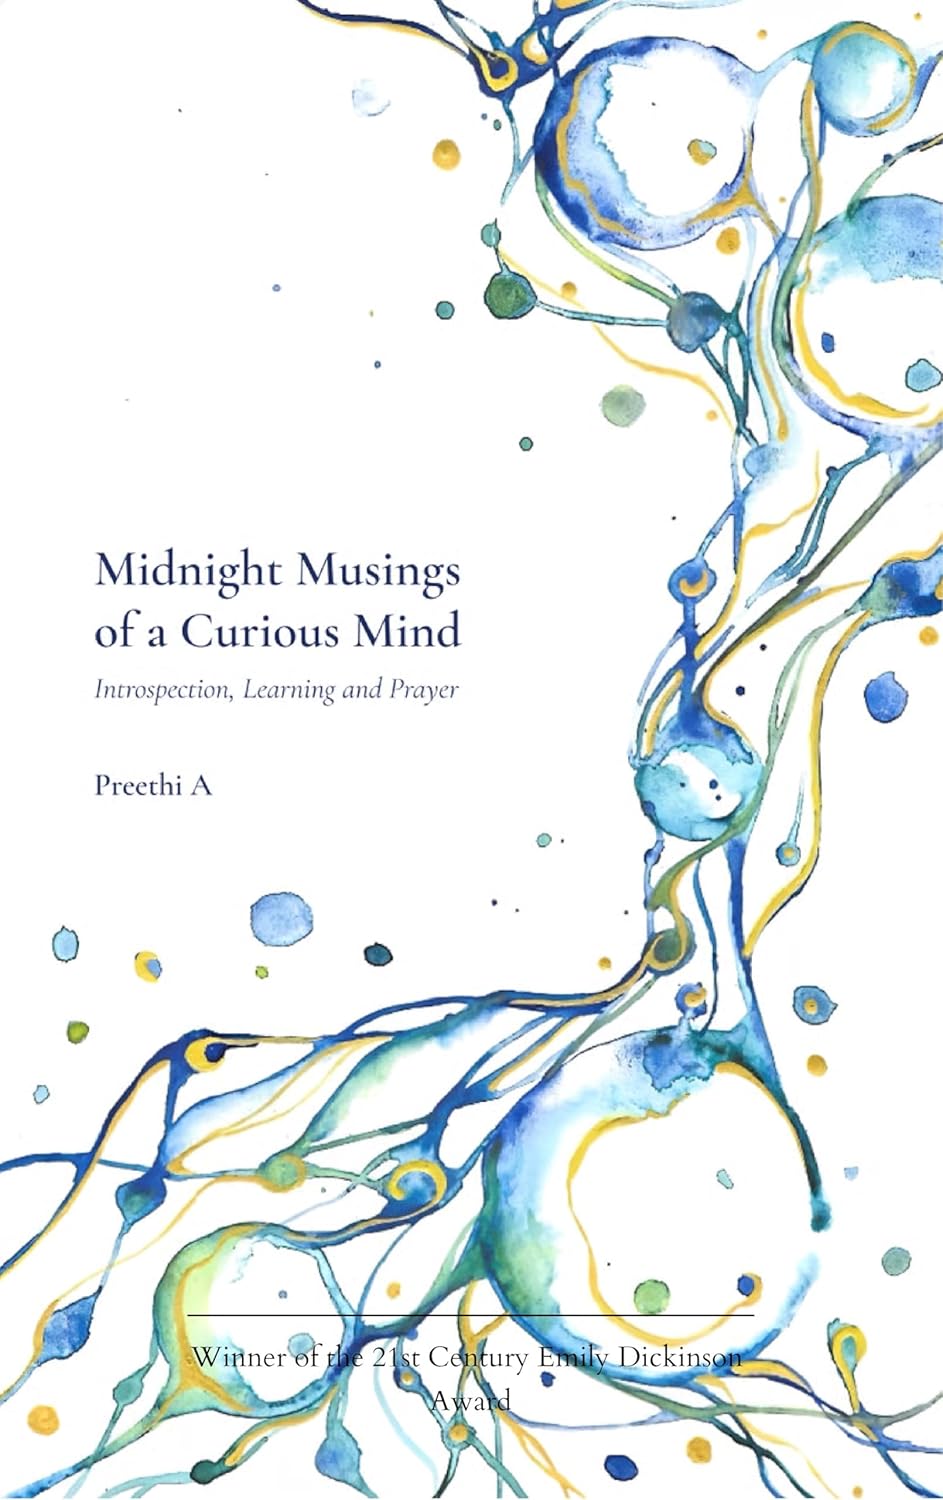 Midnight Musings
of a Curious Mind
Introspection, Learning and Prayer
Preethi A
Winner of the 21st Century Emily Dickinson
Award